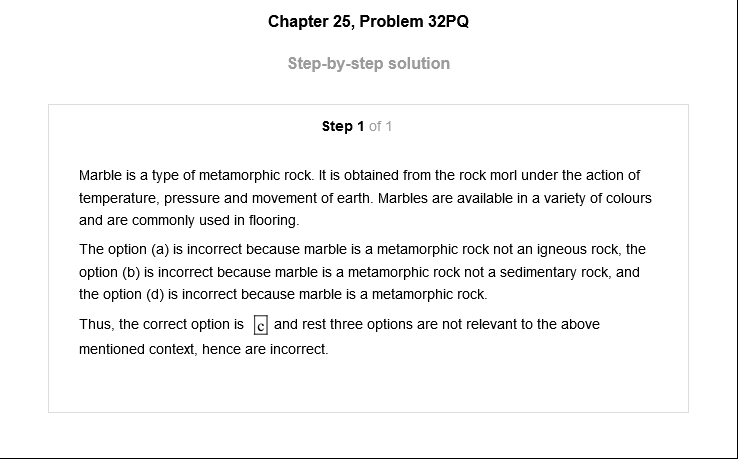 Chapter 25, Problem 32PQ
Step-by-step solution
Step 1 of 1
Marble is a type of metamorphic rock. It is obtained from the rock morl under the action of
temperature, pressure and movement of earth. Marbles are available in a variety of colours
and are commonly used in flooring.
The option (a) is incorrect because marble is a metamorphic rock not an igneous rock, the
option (b) is incorrect because marble is a metamorphic rock not a sedimentary rock, and
the option (d) is incorrect because marble is a metamorphic rock.
Thus, the correct option is c and rest three options are not relevant to the above
mentioned context, hence are incorrect.